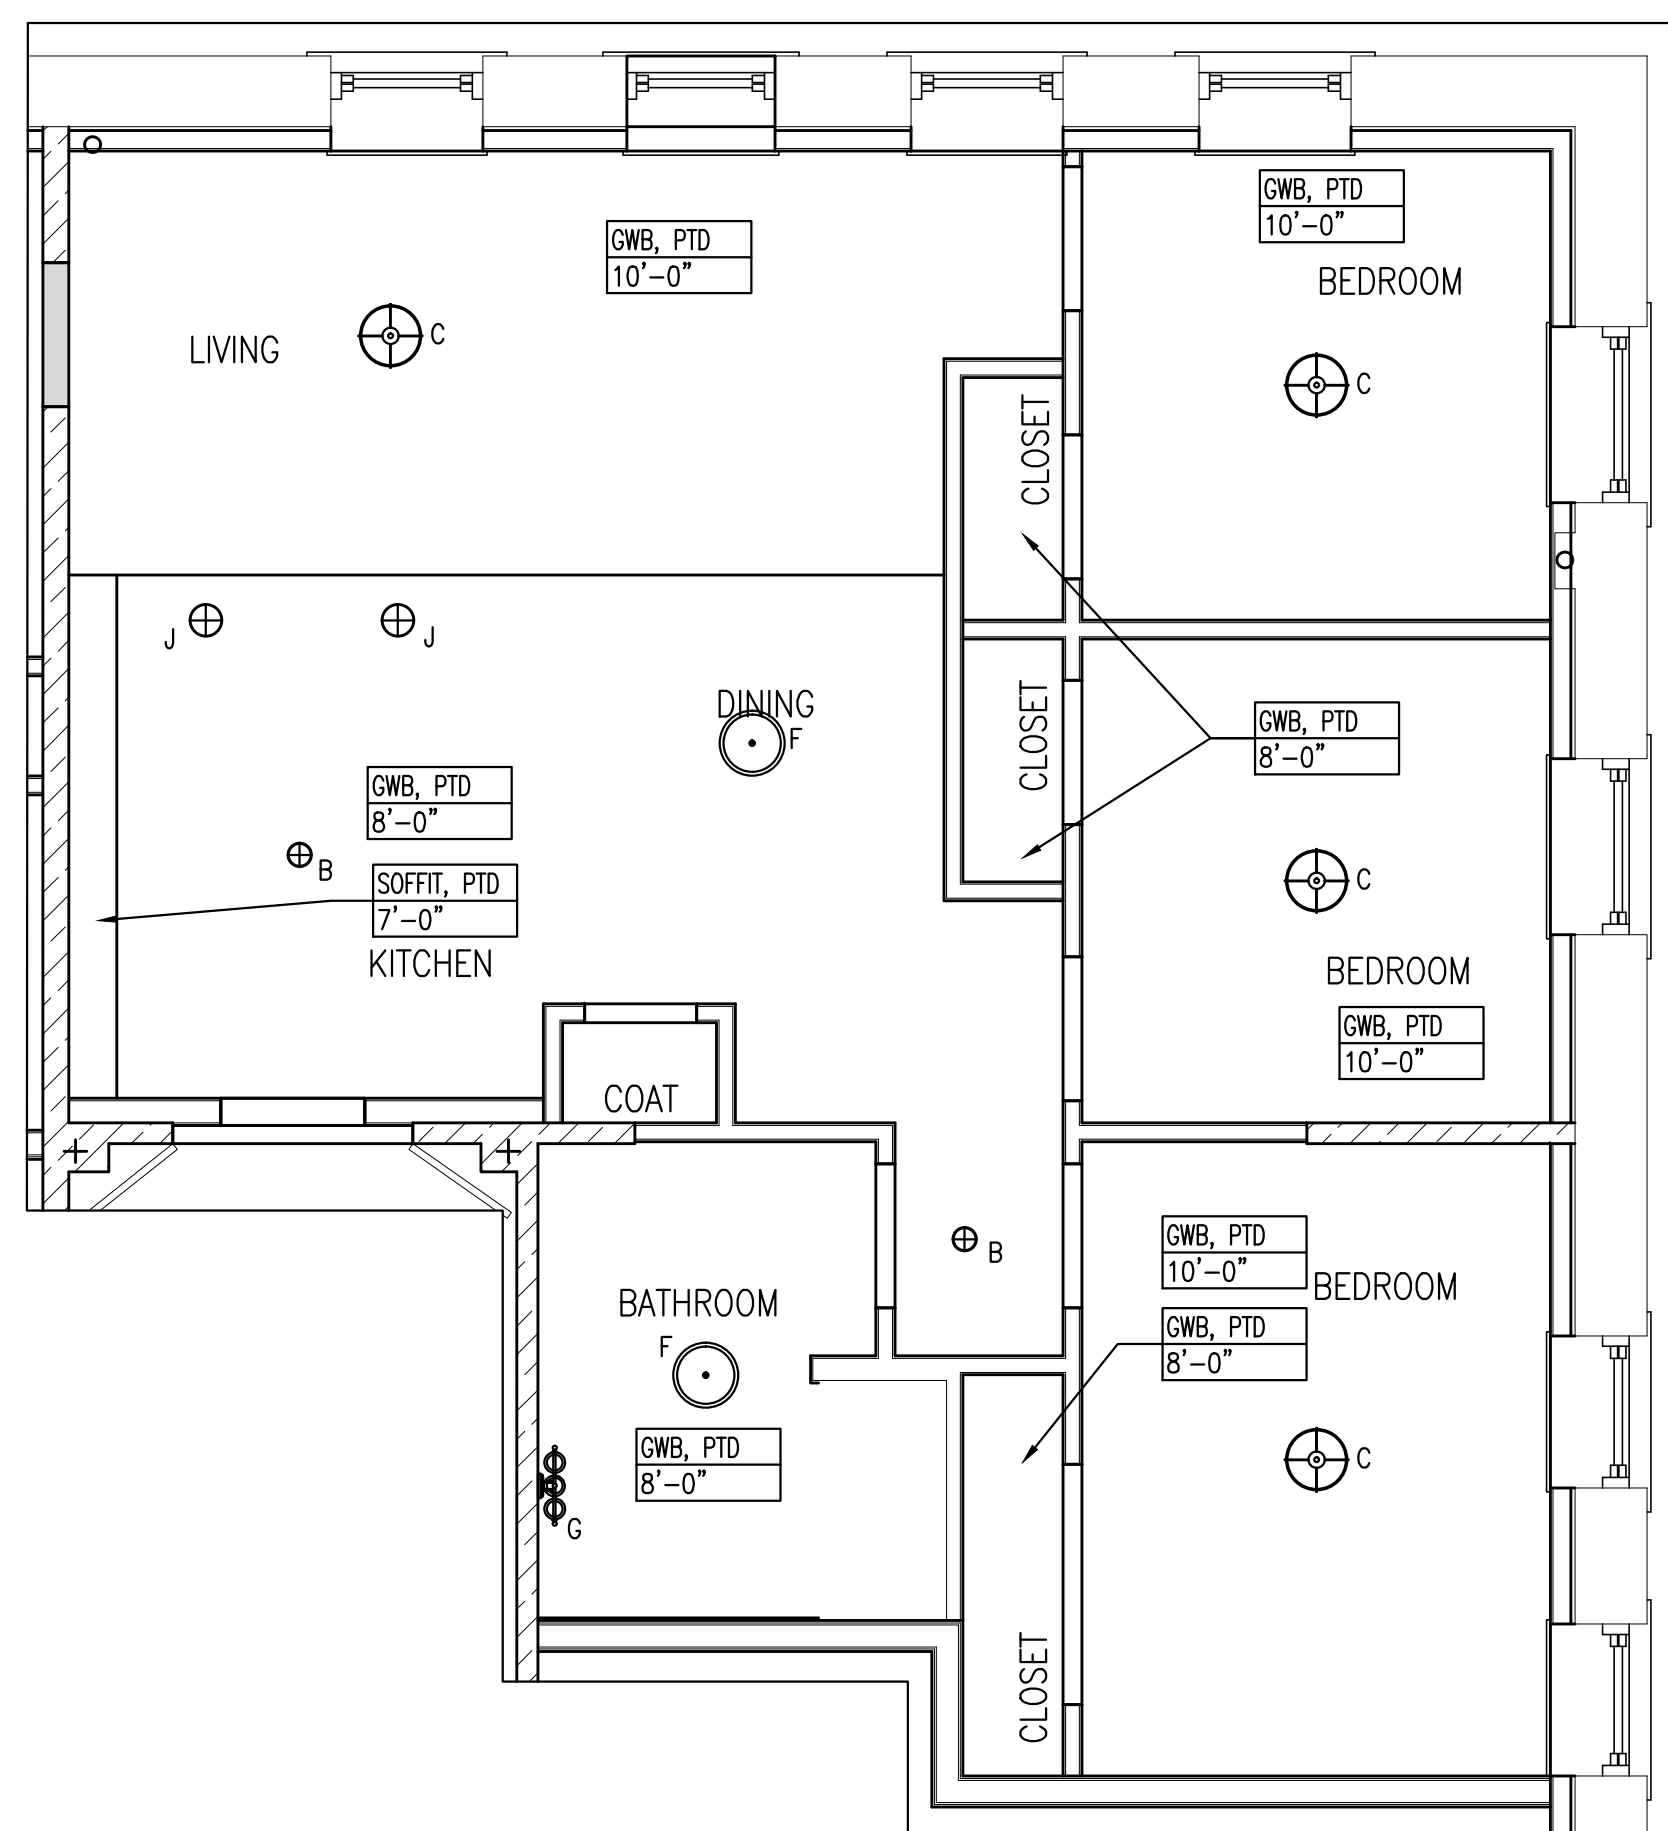 GWB, PTD
10'-0"
BEDROOM
C
GWB, PTD
10'-0"
LIVING
C
CLOSET
J
J
DINING
F
CLOSET
GWB, PTD
8'-0"
GWB, PTD
8'-0"
B
SOFFIT, PTD
7'-0"
KITCHEN
C
BEDROOM
GWB, PTD
10'-0"
COAT
B
GWB, PTD
10'-0"
BEDROOM
GWB, PTD
8'-0"
BATHROOM
F
GWB, PTD
8'-0"
G
C
CLOSET